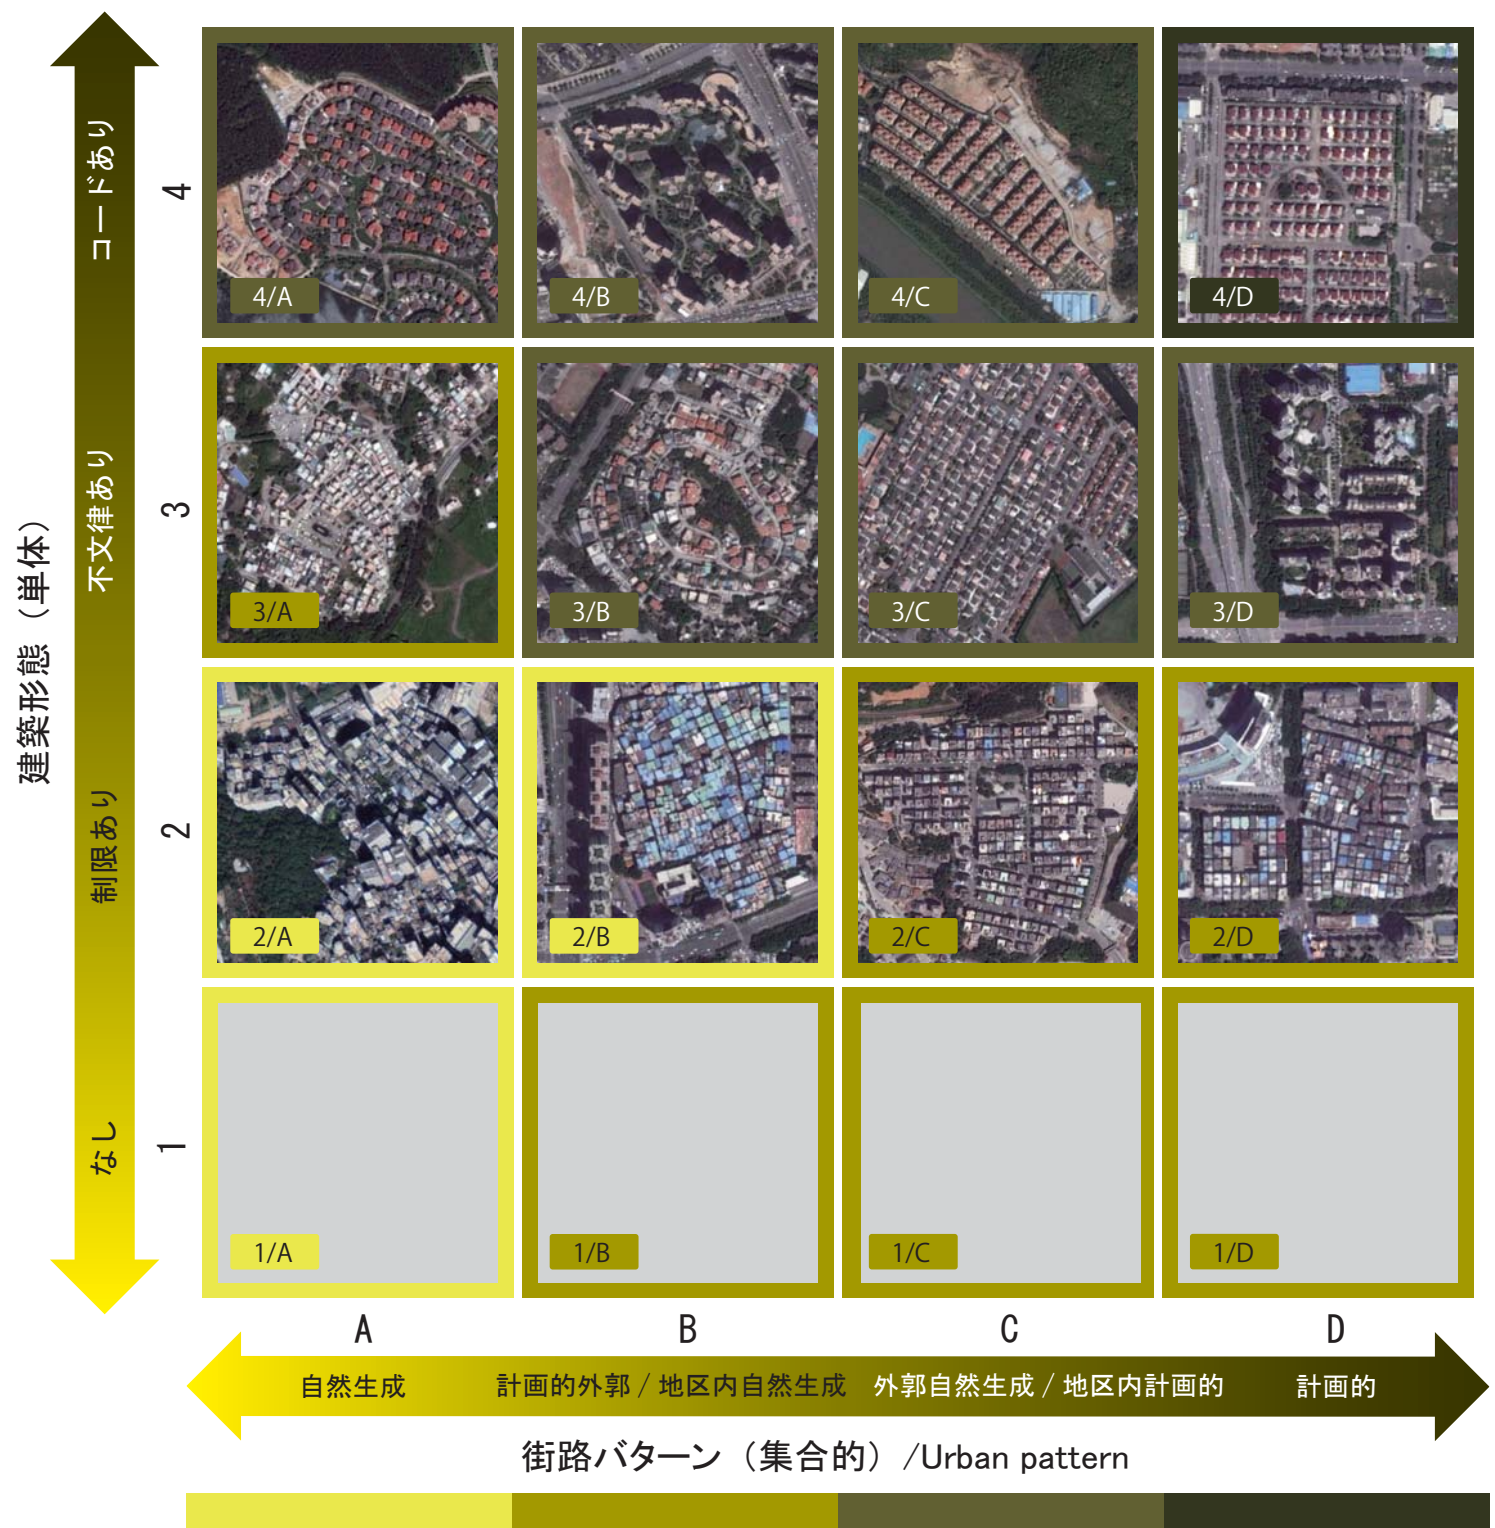 建築形態（単体）
コードあり
不文律あり
制限あり
なし
4
4/A
4/B
4/C
4/D
3
3/A
3/B
3/C
3/D
2
2/A
2/B
2/C
2/D
1
1/A
1/B
1/C
1/D
A
B
C
D
自然生成
計画的外郭 / 地区内自然生成
外郭自然生成 / 地区内計画的
計画的
街路パターン（集合的）/Urban pattern